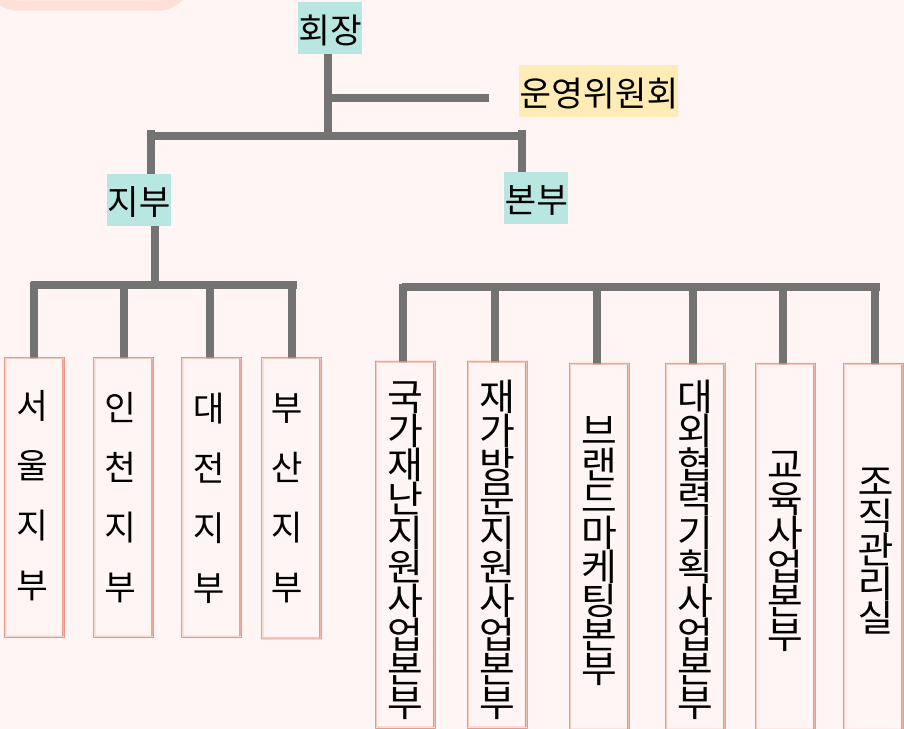 회장
운영위원회
지부
본부
서울지부
인천지부
대전지부
부산지부
국가재난지원사업본부
재가방문지원사업본부
브랜드마케팅본부
대외협력기획사업본부
교육사업본부
조직관리실